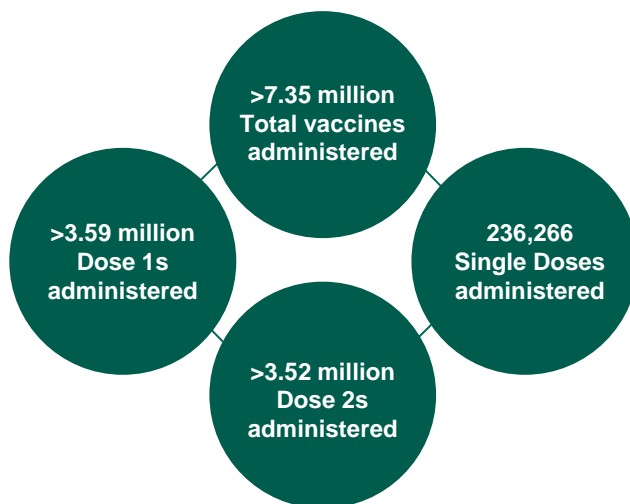 >7.35 million
Total vaccines
administered
>3.59 million
Dose 1s
administered
236,266
Single Doses
administered
>3.52 million
Dose 2s
administered